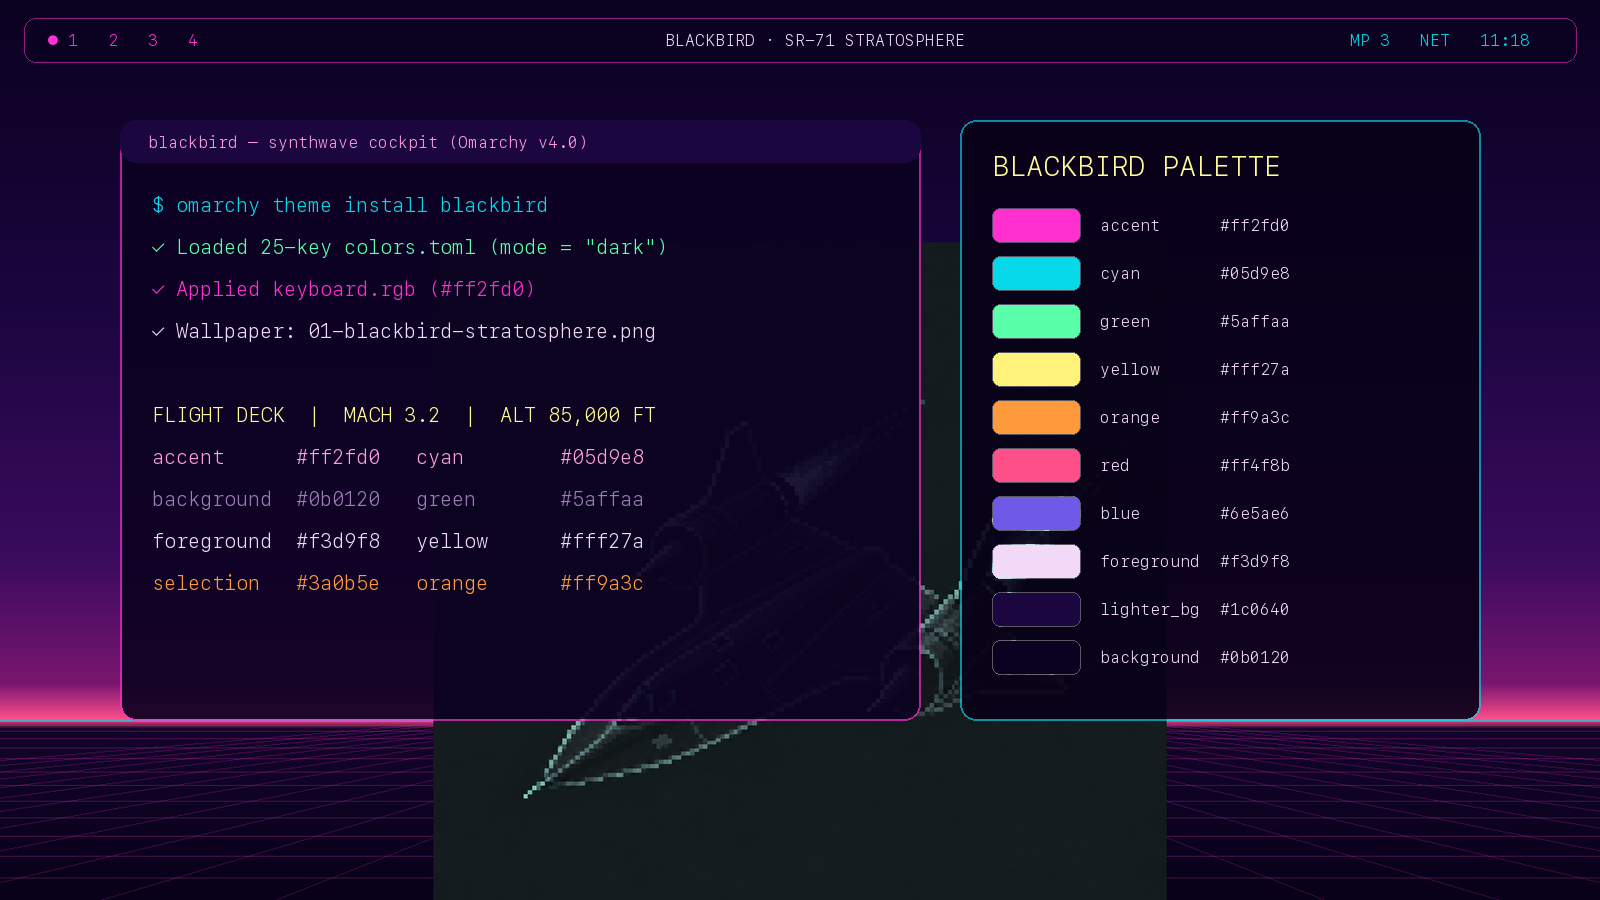 1 2 3 4 BLACKBIRD · SR-71 STRATOSPHERE MP 3 NET 11:18
blackbird — synthwave cockpit (Omarchy v4.0)
$ omarchy theme install blackbird
✓ Loaded 25-key colors.toml (mode = "dark")
✓ Applied keyboard.rgb (#ff2fd0)
✓ Wallpaper: 01-blackbird-stratosphere.png
FLIGHT DECK | MACH 3.2 | ALT 85,000 FT
accent #ff2fd0 cyan #05d9e8
background #0b0120 green #5affaa
foreground #f3d9f8 yellow #fff27a
selection #3a0b5e orange #ff9a3c
BLACKBIRD PALETTE
accent #ff2fd0
cyan #05d9e8
green #5affaa
yellow #fff27a
orange #ff9a3c
red #ff4f8b
blue #6e5ae6
foreground #f3d9f8
lighter_bg #1c0640
background #0b0120